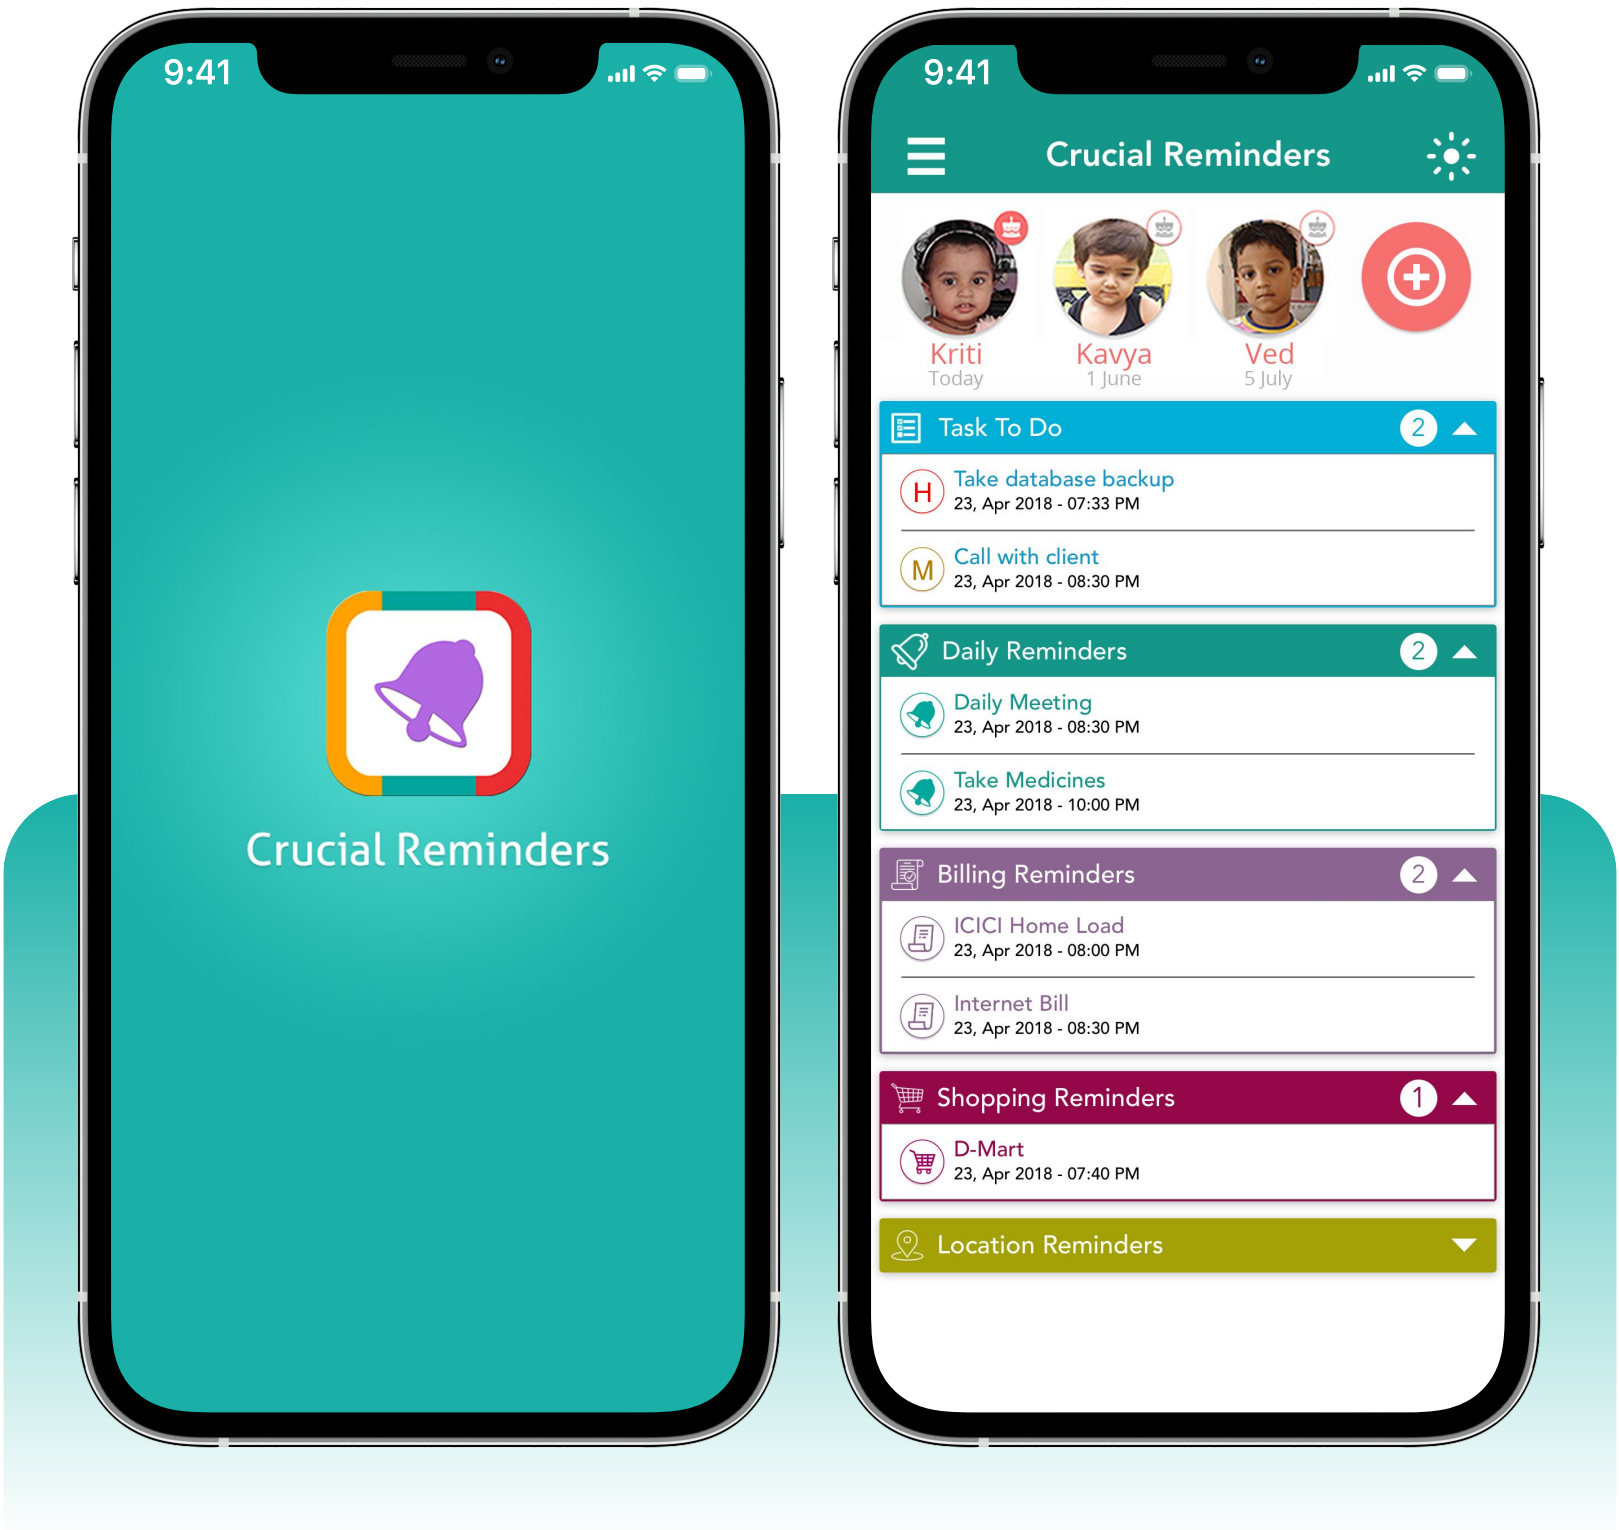 9:41
Crucial Reminders
9:41
Crucial Reminders
Kriti
Today
Kavya
1 June
Ved
5 July
Task To Do 2
H
Take database backup
23, Apr 2018 - 07:33 PM
M
Call with client
23, Apr 2018 - 08:30 PM
Daily Reminders 2
Daily Meeting
23, Apr 2018 - 08:30 PM
Take Medicines
23, Apr 2018 - 10:00 PM
Billing Reminders 2
ICICI Home Load
23, Apr 2018 - 08:00 PM
Internet Bill
23, Apr 2018 - 08:30 PM
Shopping Reminders 1
D-Mart
23, Apr 2018 - 07:40 PM
Location Reminders